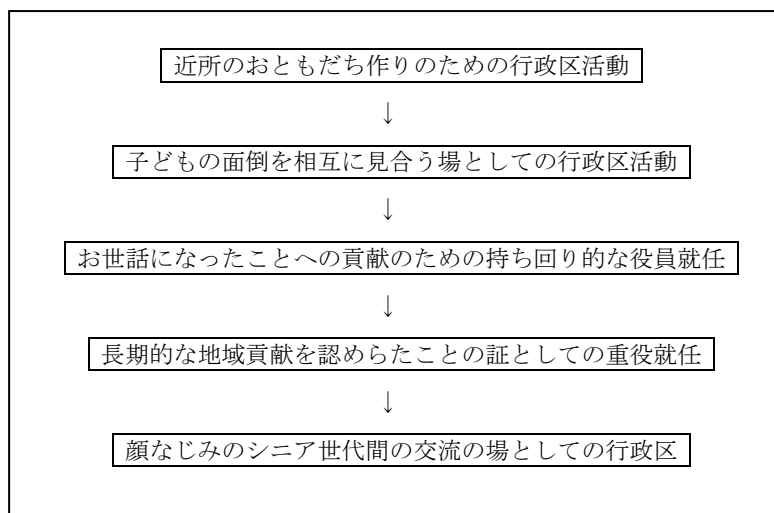 近所のおともだち作りのための行政区活動
↓
子どもの面倒を相互に見合う場としての行政区活動
↓
お世話になったことへの貢献のための持ち回り的な役員就任
↓
長期的な地域貢献を認めらたことの証としての重役就任
↓
顔なじみのシニア世代間の交流の場としての行政区